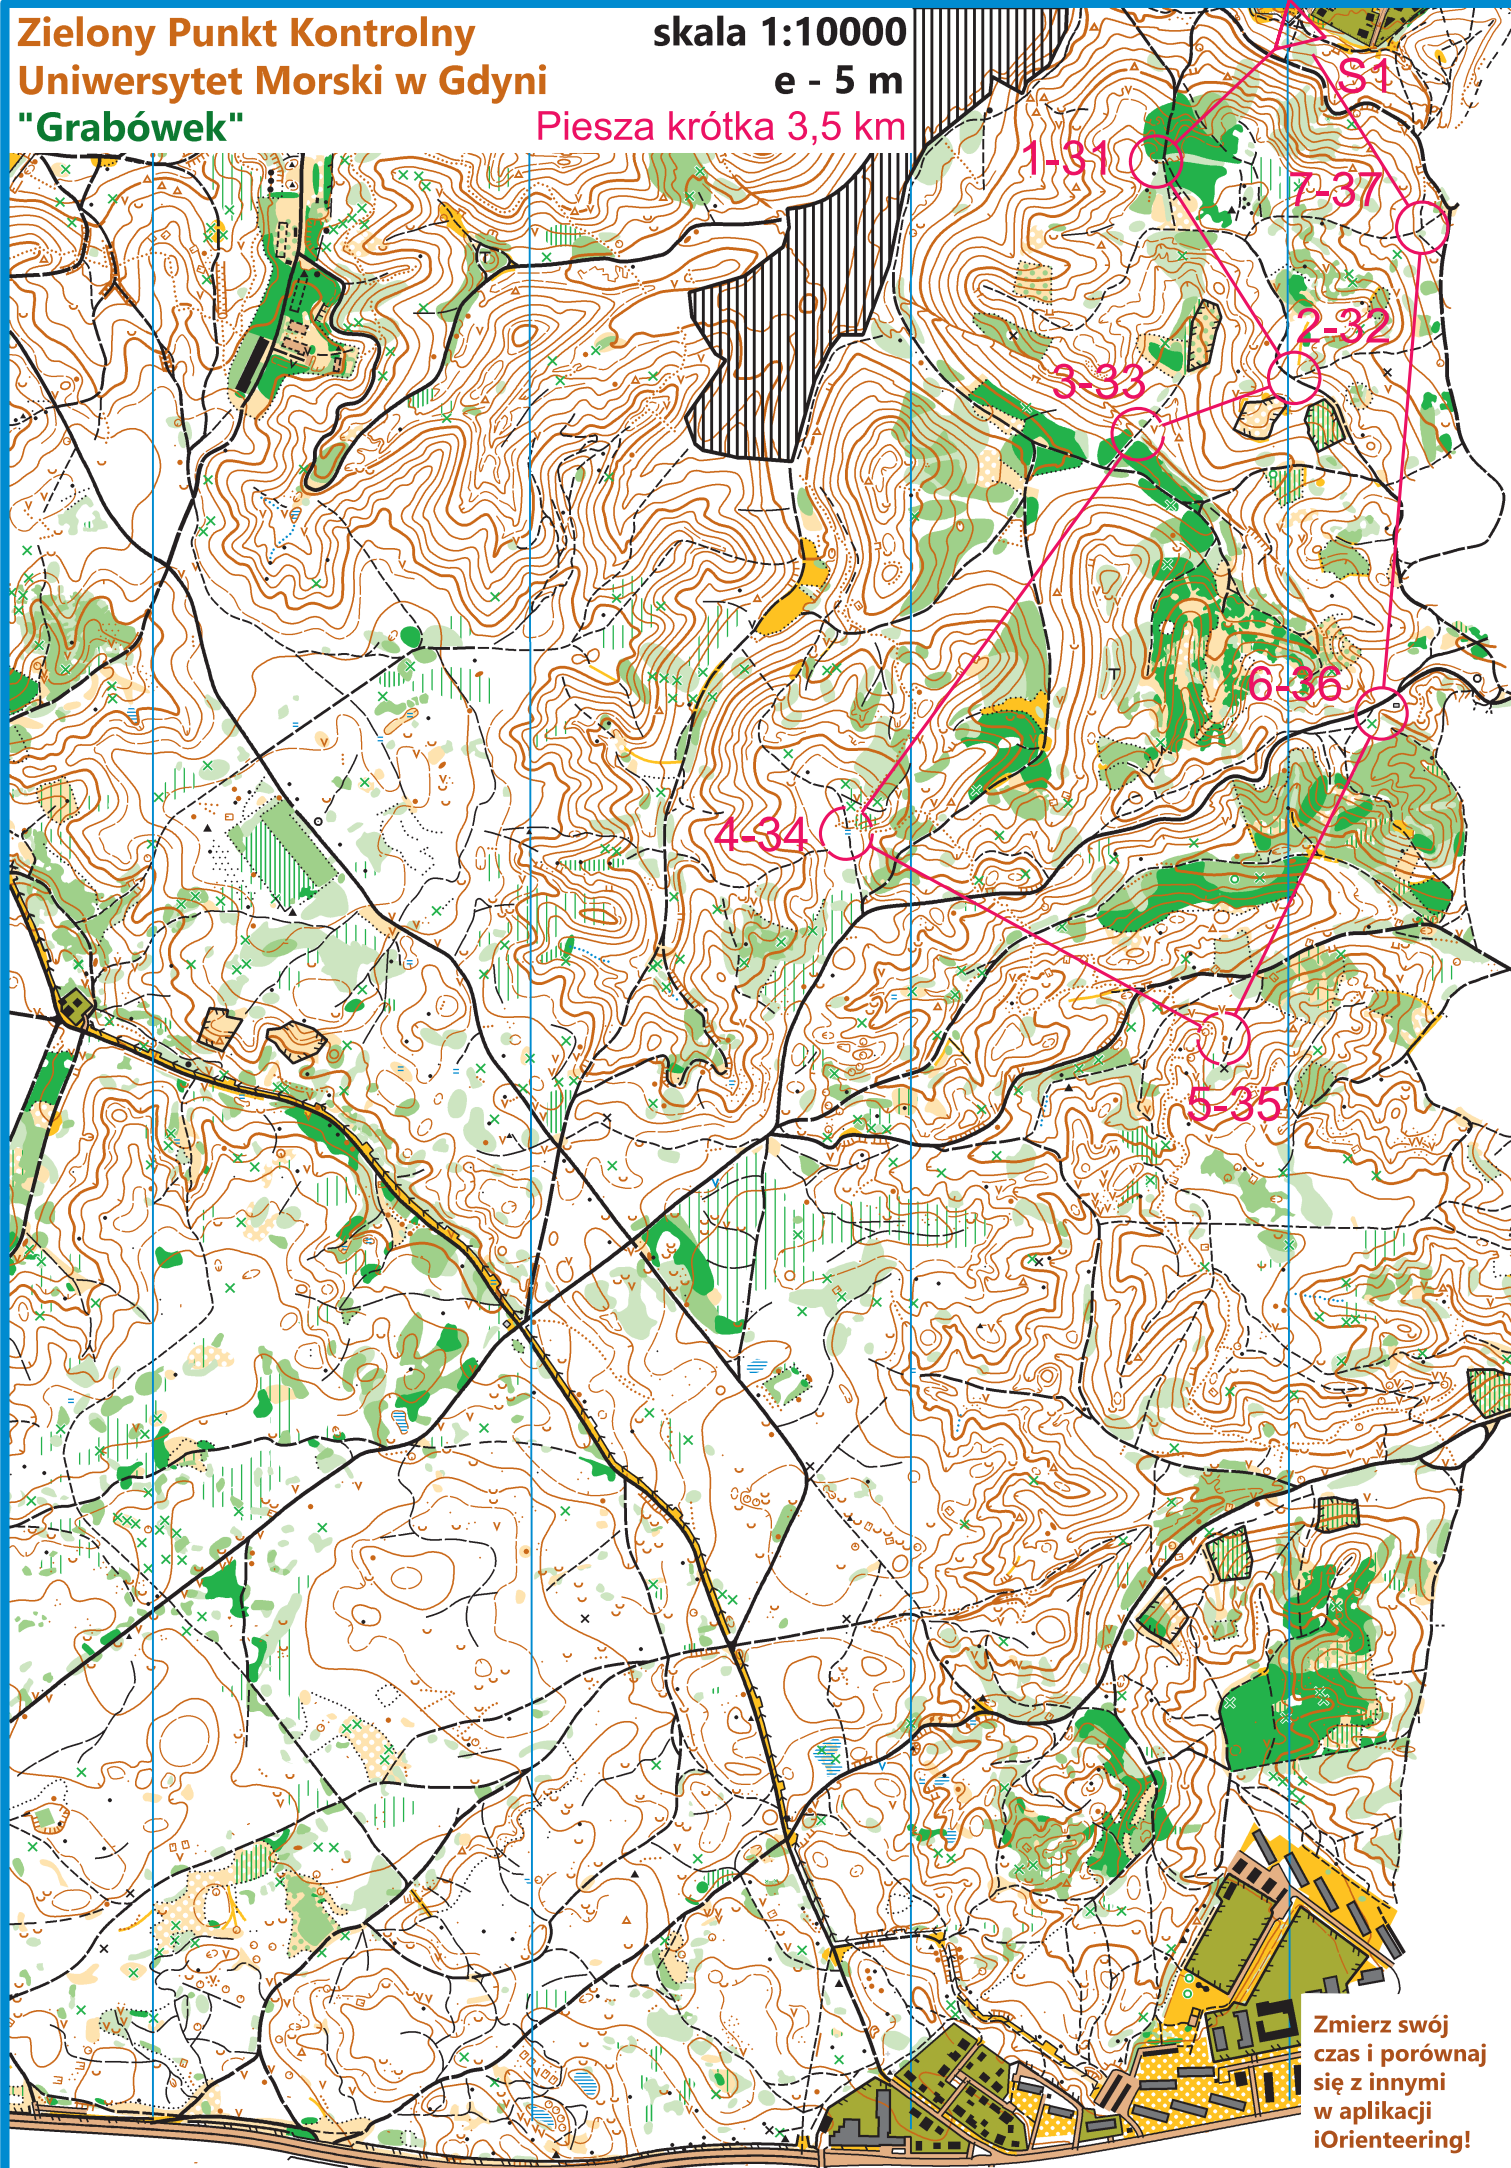 Zielony Punkt Kontrolny
Uniwersytet Morski w Gdyni
"Grabówek"
skala 1:10000
e - 5 m
Piesza krótka 3,5 km
S1
1-31
7-37
2-32
3-33
6-36
4-34
5-35
Zmierz swój
czas i porównaj
się z innymi
w aplikacji
iOrienteering!